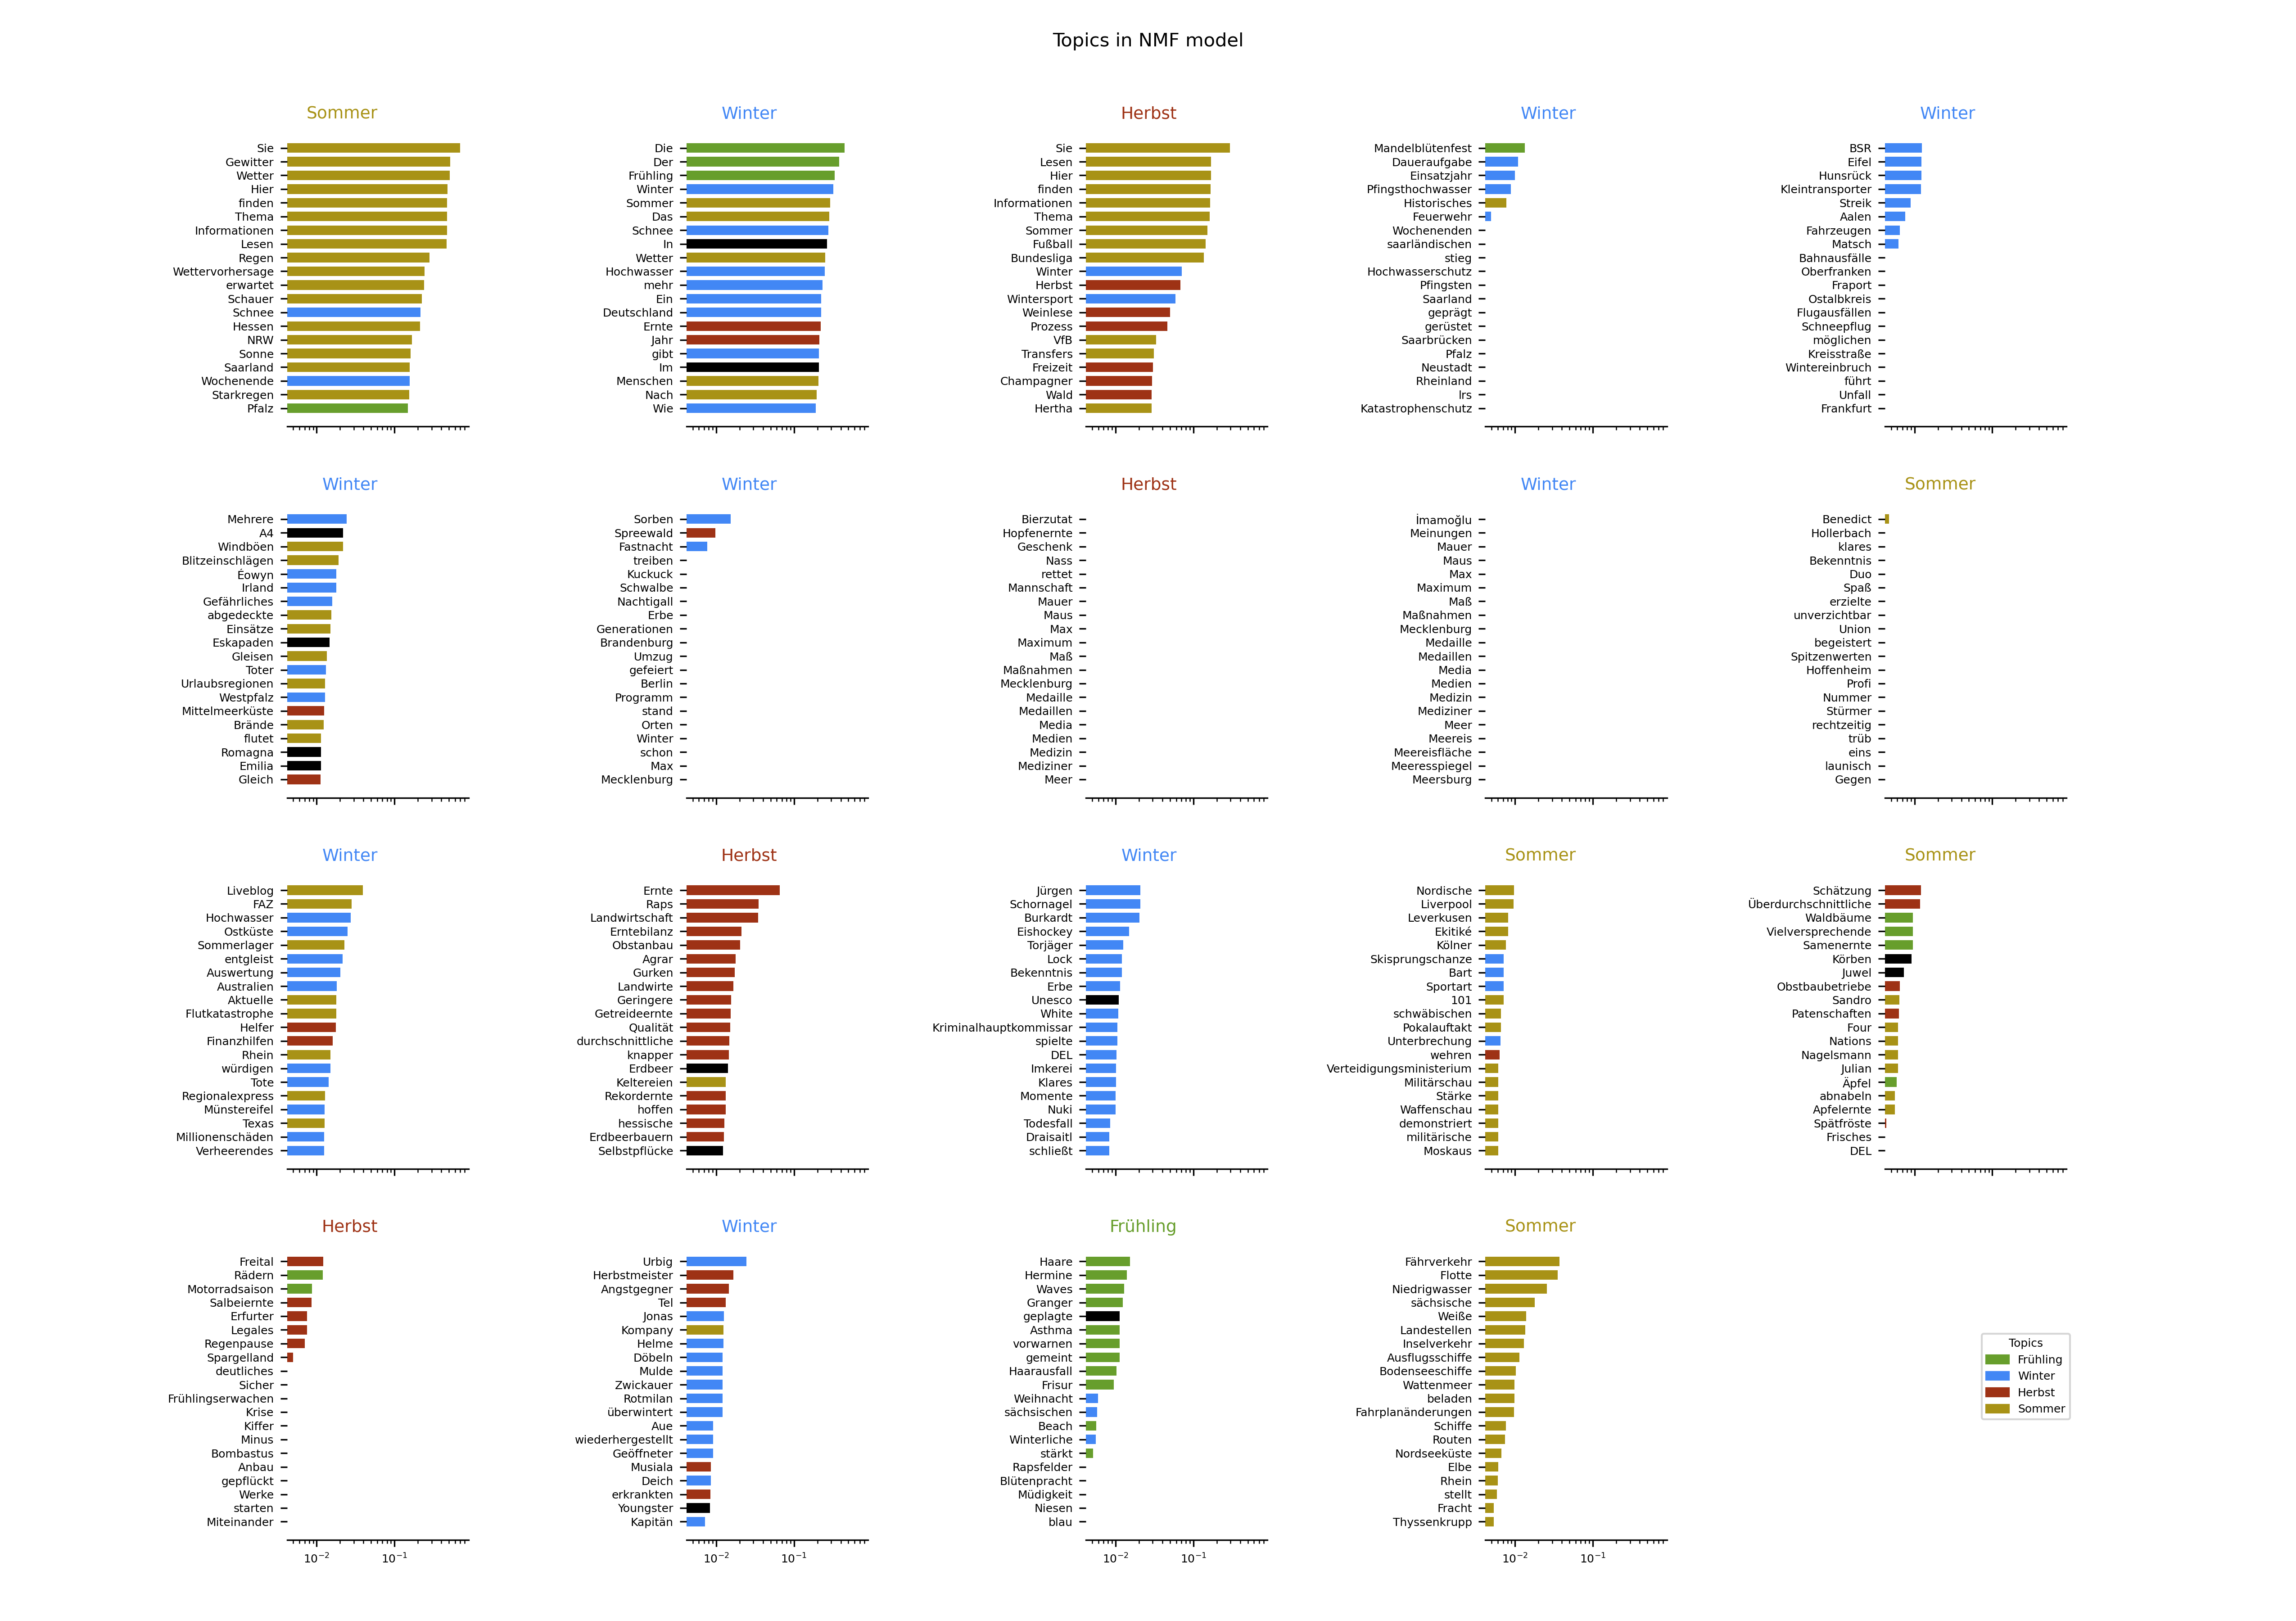 Topics in NMF model
Sommer
Sie
Gewitter
Wetter
Hier
finden
Thema
Informationen
Lesen
Regen
Wettervorhersage
erwartet
Schauer
Schnee
Hessen
NRW
Sonne
Saarland
Wochenende
Starkregen
Pfalz
Winter
Die
Der
Frühling
Winter
Sommer
Das
Schnee
In
Wetter
Hochwasser
mehr
Ein
Deutschland
Ernte
Jahr
gibt
Im
Menschen
Nach
Wie
Herbst
Sie
Lesen
Hier
finden
Informationen
Thema
Sommer
Fußball
Bundesliga
Winter
Herbst
Wintersport
Weinlese
Prozess
VfB
Transfers
Freizeit
Champagner
Wald
Hertha
Winter
Mandelblütenfest
Daueraufgabe
Einsatzjahr
Pfingsthochwasser
Historisches
Feuerwehr
Wochenenden
saarländischen
stieg
Hochwasserschutz
Pfingsten
Saarland
geprägt
gerüstet
Saarbrücken
Pfalz
Neustadt
Rheinland
Irs
Katastrophenschutz
Winter
BSR
Eifel
Hunsrück
Kleintransporter
Streik
Aalen
Fahrzeugen
Matsch
Bahnausfälle
Oberfranken
Fraport
Ostalbkreis
Flugausfällen
Schneepflug
möglichen
Kreisstraße
Wintereinbruch
führt
Unfall
Frankfurt
Winter
Mehrere
A4
Windböen
Blitzeinschlägen
Éowyn
Irland
Gefährliches
abgedeckte
Einsätze
Eskapaden
Gleisen
Toter
Urlaubsregionen
Westpfalz
Mittelmeerküste
Brände
flutet
Romagna
Emilia
Gleich
Winter
Sorben
Spreewald
Fastnacht
treiben
Kuckuck
Schwalbe
Nachtigall
Erbe
Generationen
Brandenburg
Umzug
gefeiert
Berlin
Programm
stand
Orten
Winter
schon
Max
Mecklenburg
Herbst
Bierzutat
Hopfenernte
Geschenk
Nass
rettet
Mannschaft
Mauer
Maus
Max
Maximum
Maß
Maßnahmen
Mecklenburg
Medaille
Medaillen
Media
Medien
Medizin
Mediziner
Meer
Winter
İmamoğlu
Meinungen
Mauer
Maus
Max
Maximum
Maß
Maßnahmen
Mecklenburg
Medaille
Medaillen
Media
Medien
Medizin
Mediziner
Meer
Meereis
Meereisfläche
Meeresspiegel
Meersburg
Sommer
Benedict
Hollerbach
klares
Bekenntnis
Duo
Spaß
erzielte
unverzichtbar
Union
begeistert
Spitzenwerten
Hoffenheim
Profi
Nummer
Stürmer
rechtzeitig
trüb
eins
launisch
Gegen
Winter
Liveblog
FAZ
Hochwasser
Ostküste
Sommerlager
entgleist
Auswertung
Australien
Aktuelle
Flutkatastrophe
Helfer
Finanzhilfen
Rhein
würdigen
Tote
Regionalexpress
Münstereifel
Texas
Millionenschäden
Verheerendes
Herbst
Ernte
Raps
Landwirtschaft
Erntebilanz
Obstanbau
Agrar
Gurken
Landwirte
Geringere
Getreideernte
Qualität
durchschnittliche
knapper
Erdbeer
Keltereien
Rekordernte
hoffen
hessische
Erdbeerbauern
Selbstpflücke
Winter
Jürgen
Schornagel
Burkardt
Eishockey
Torjäger
Lock
Bekenntnis
Erbe
Unesco
White
Kriminalhauptkommissar
spielte
DEL
Imkerei
Klares
Momente
Nuki
Todesfall
Draisaitl
schließt
Sommer
Nordische
Liverpool
Leverkusen
Ekitiké
Kölner
Skisprungschanze
Bart
Sportart
101
schwäbischen
Pokalauftakt
Unterbrechung
wehren
Verteidigungsministerium
Militärschau
Stärke
Waffenschau
demonstriert
militärische
Moskaus
Sommer
Schätzung
Überdurchschnittliche
Waldbäume
Vielversprechende
Samenernte
Körben
Juwel
Obstbaubetriebe
Sandro
Patenschaften
Four
Nations
Nagelsmann
Julian
Äpfel
abnabeln
Apfelernte
Spätfröste
Frisches
DEL
Herbst
Freital
Rädern
Motorradsaison
Salbeiernte
Erfurter
Legales
Regenpause
Spargelland
deutliches
Sicher
Frühlingserwachen
Krise
Kiffer
Minus
Bombastus
Anbau
gepflückt
Werke
starten
Miteinander
10⁻² 10⁻¹
Winter
Urbig
Herbstmeister
Angstgegner
Tel
Jonas
Kompany
Helme
Döbeln
Mulde
Zwickauer
Rotmilan
überwintert
Aue
wiederhergestellt
Geöffneter
Musiala
Deich
erkrankten
Youngster
Kapitän
10⁻² 10⁻¹
Frühling
Haare
Hermine
Waves
Granger
geplagte
Asthma
vorwarnen
gemeint
Haarausfall
Frisur
Weihnacht
sächsischen
Beach
Winterliche
stärkt
Rapsfelder
Blütenpracht
Müdigkeit
Niesen
blau
10⁻² 10⁻¹
Sommer
Fährverkehr
Flotte
Niedrigwasser
sächsische
Weiße
Landestellen
Inselverkehr
Ausflugsschiffe
Bodenseeschiffe
Wattenmeer
beladen
Fahrplanänderungen
Schiffe
Routen
Nordseeküste
Elbe
Rhein
stellt
Fracht
Thyssenkrupp
10⁻² 10⁻¹
Topics
Frühling
Winter
Herbst
Sommer